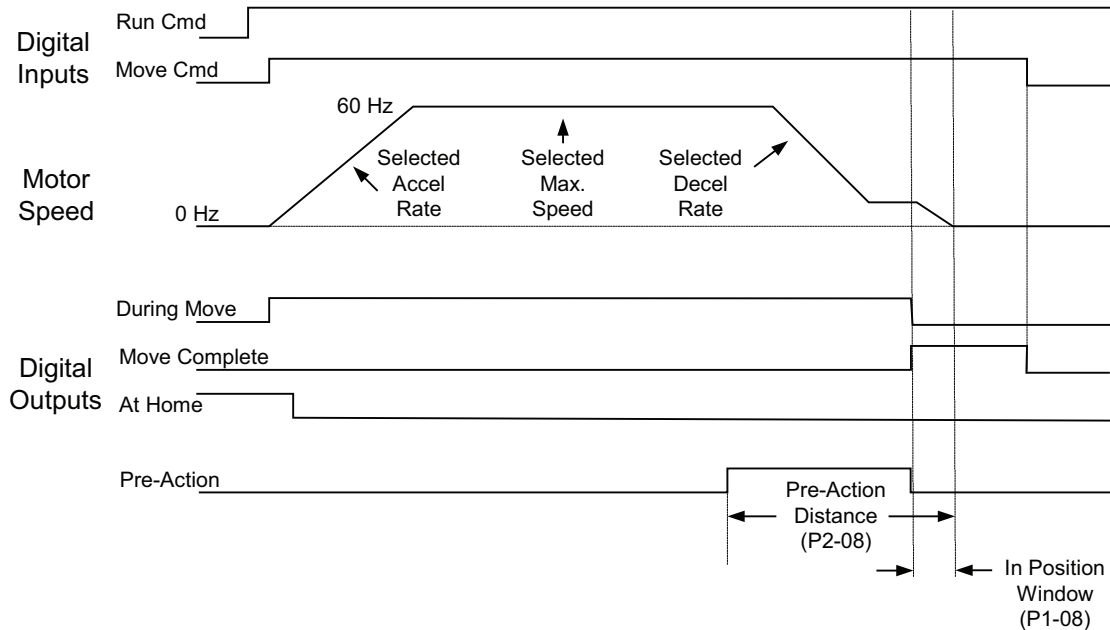 Digital
Inputs
Run Cmd
Move Cmd
Motor
Speed
60 Hz
0 Hz
Selected
Accel
Rate
Selected
Max.
Speed
Selected
Decel
Rate
Digital
Outputs
During Move
Move Complete
At Home
Pre-Action
Pre-Action
Distance
(P2-08)
In Position
Window
(P1-08)